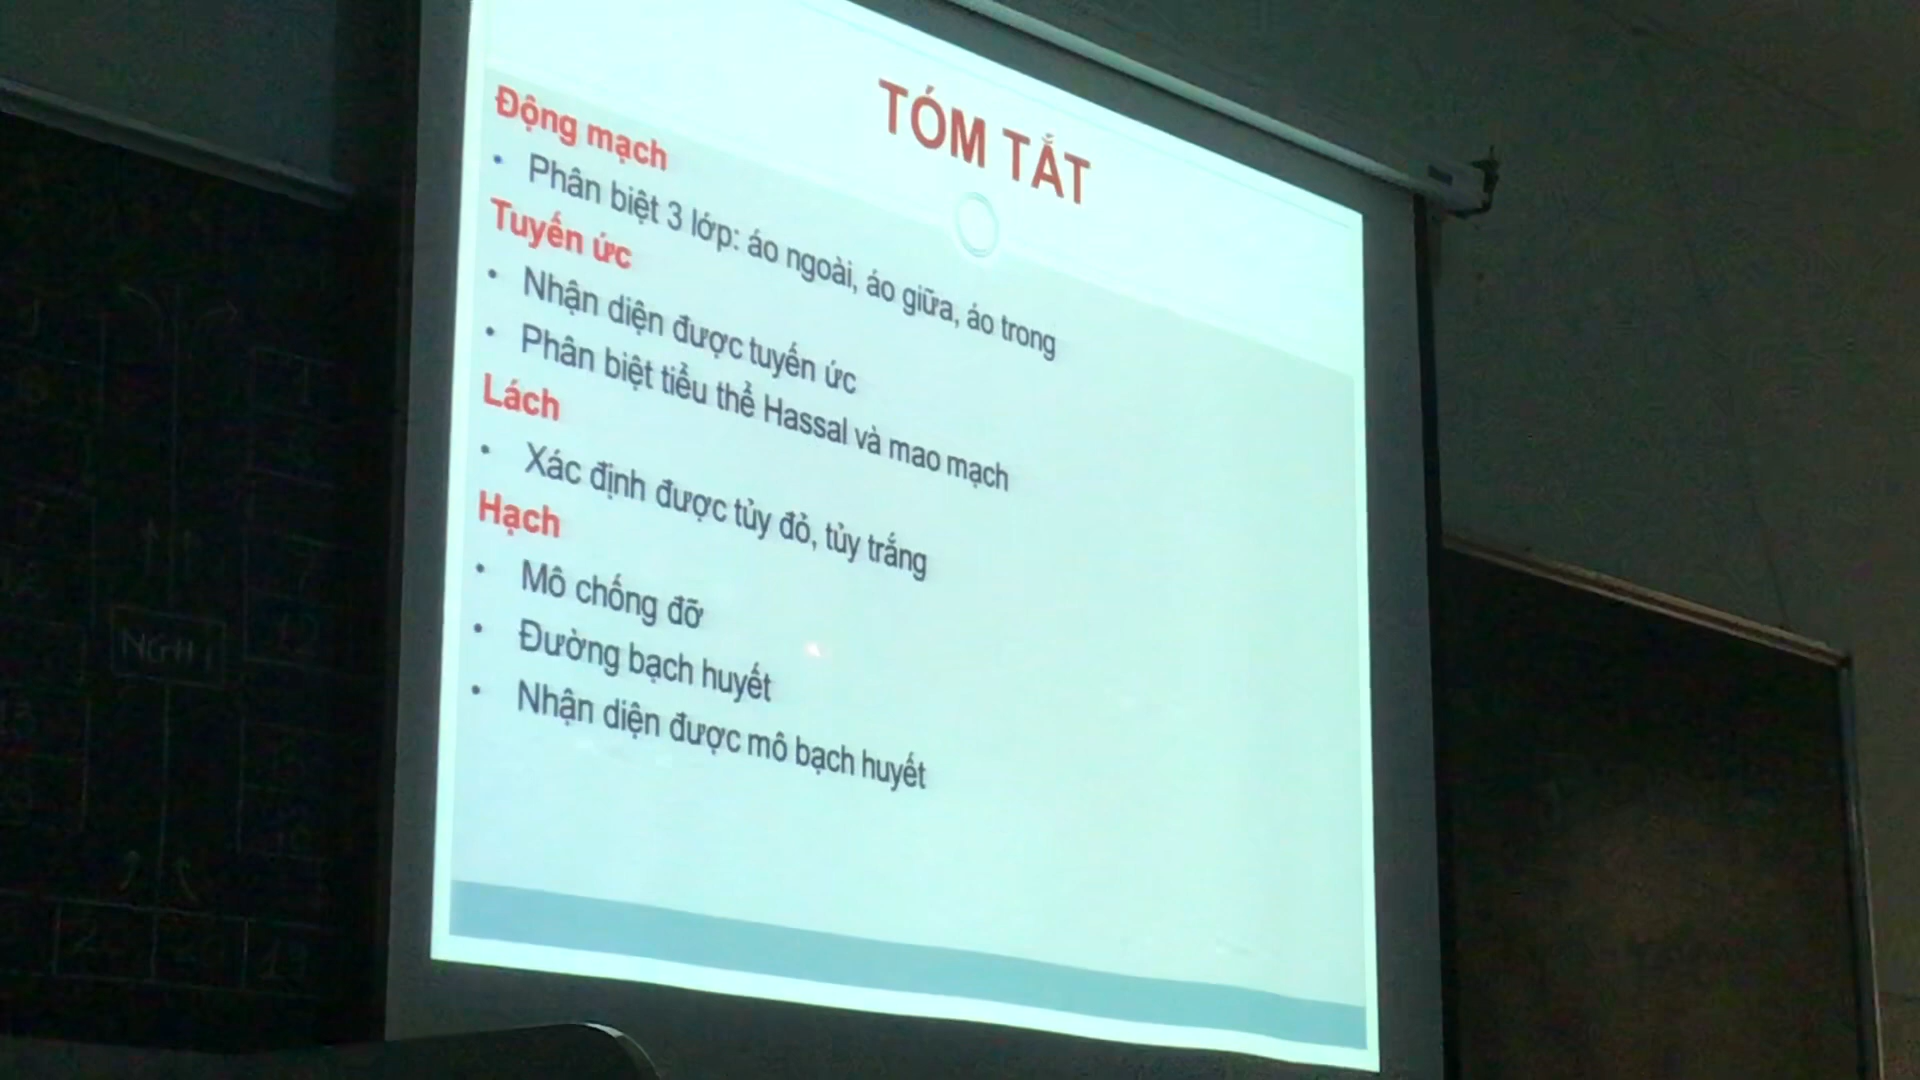 TÓM TẮT
Động mạch
• Phân biệt 3 lớp: áo ngoài, áo giữa, áo trong
Tuyến ức
• Nhận diện được tuyến ức
• Phân biệt tiểu thể Hassal và mao mạch
Lách
• Xác định được tủy đỏ, tủy trắng
Hạch
• Mô chống đỡ
• Đường bạch huyết
• Nhận diện được mô bạch huyết
NGHI